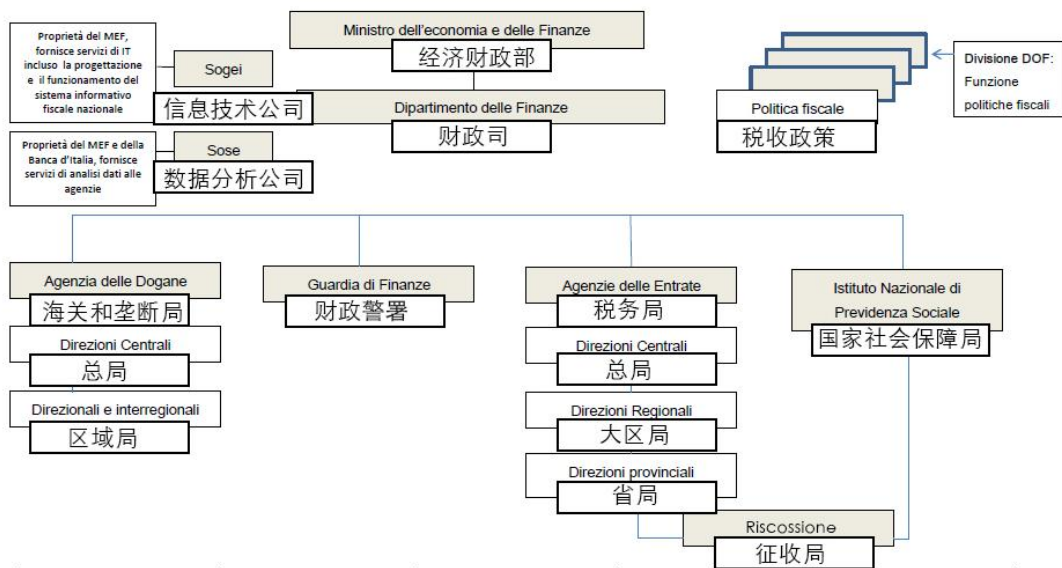 Proprietà del MEF,
fornisce servizi di IT
incluso la progettazione
e il funzionamento del
sistema informativo
fiscale nazionale
Sogei
信息技术公司
Ministro dell'economia e delle Finanze
经济财政部
Dipartimento delle Finanze
财政司
Politica fiscale
税收政策
Divisione DOF:
Funzione
politiche fiscali
Proprietà del MEF e della
Banca d'Italia, fornisce
servizi di analisi dati alle
agenzie
Sose
数据分析公司
Agenzia delle Dogane
海关和垄断局
Direzioni Centrali
总局
Direzionali e interregionali
区域局
Guardia di Finanze
财政警署
Agenzie delle Entrate
税务局
Direzioni Centrali
总局
Direzioni Regionali
大区局
Direzioni provinciali
省局
Istituto Nazionale di
Previdenza Sociale
国家社会保障局
Riscossione
征收局